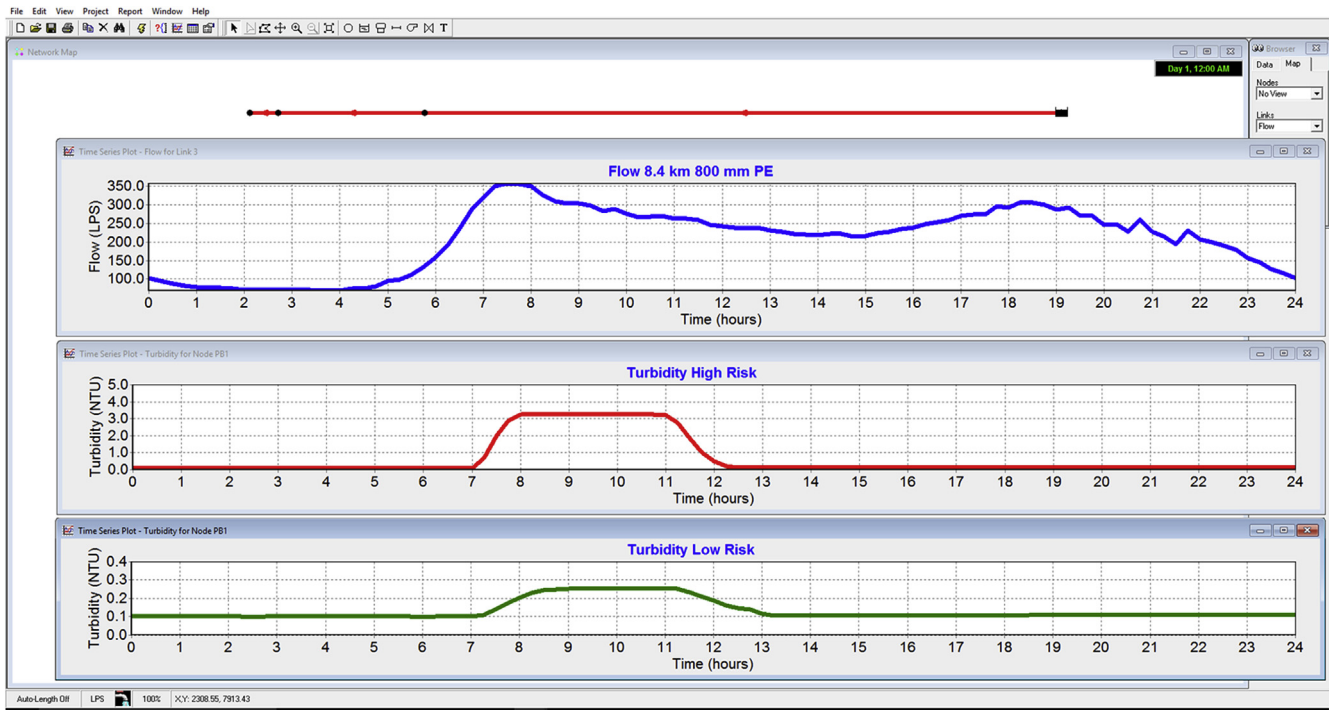 File Edit View Project Report Window Help
T
Network Map
Browser
Day 1, 12:00 AM
Data Map
Nodes
No View
Links
Flow
Time Series Plot - Flow for Link 3
Flow 8.4 km 800 mm PE
Flow (LPS)
350.0
300.0
250.0
200.0
150.0
100.0
0 1 2 3 4 5 6 7 8 9 10 11 12 13 14 15 16 17 18 19 20 21 22 23 24
Time (hours)
Time Series Plot - Turbidity for Node PB1
Turbidity High Risk
Turbidity (NTU)
5.0
4.0
3.0
2.0
1.0
0.0
0 1 2 3 4 5 6 7 8 9 10 11 12 13 14 15 16 17 18 19 20 21 22 23 24
Time (hours)
Time Series Plot - Turbidity for Node PB1
Turbidity Low Risk
Turbidity (NTU)
0.4
0.3
0.2
0.1
0.0
0 1 2 3 4 5 6 7 8 9 10 11 12 13 14 15 16 17 18 19 20 21 22 23 24
Time (hours)
Auto-Length Off LPS 100% X,Y: 2308.55, 7913.43